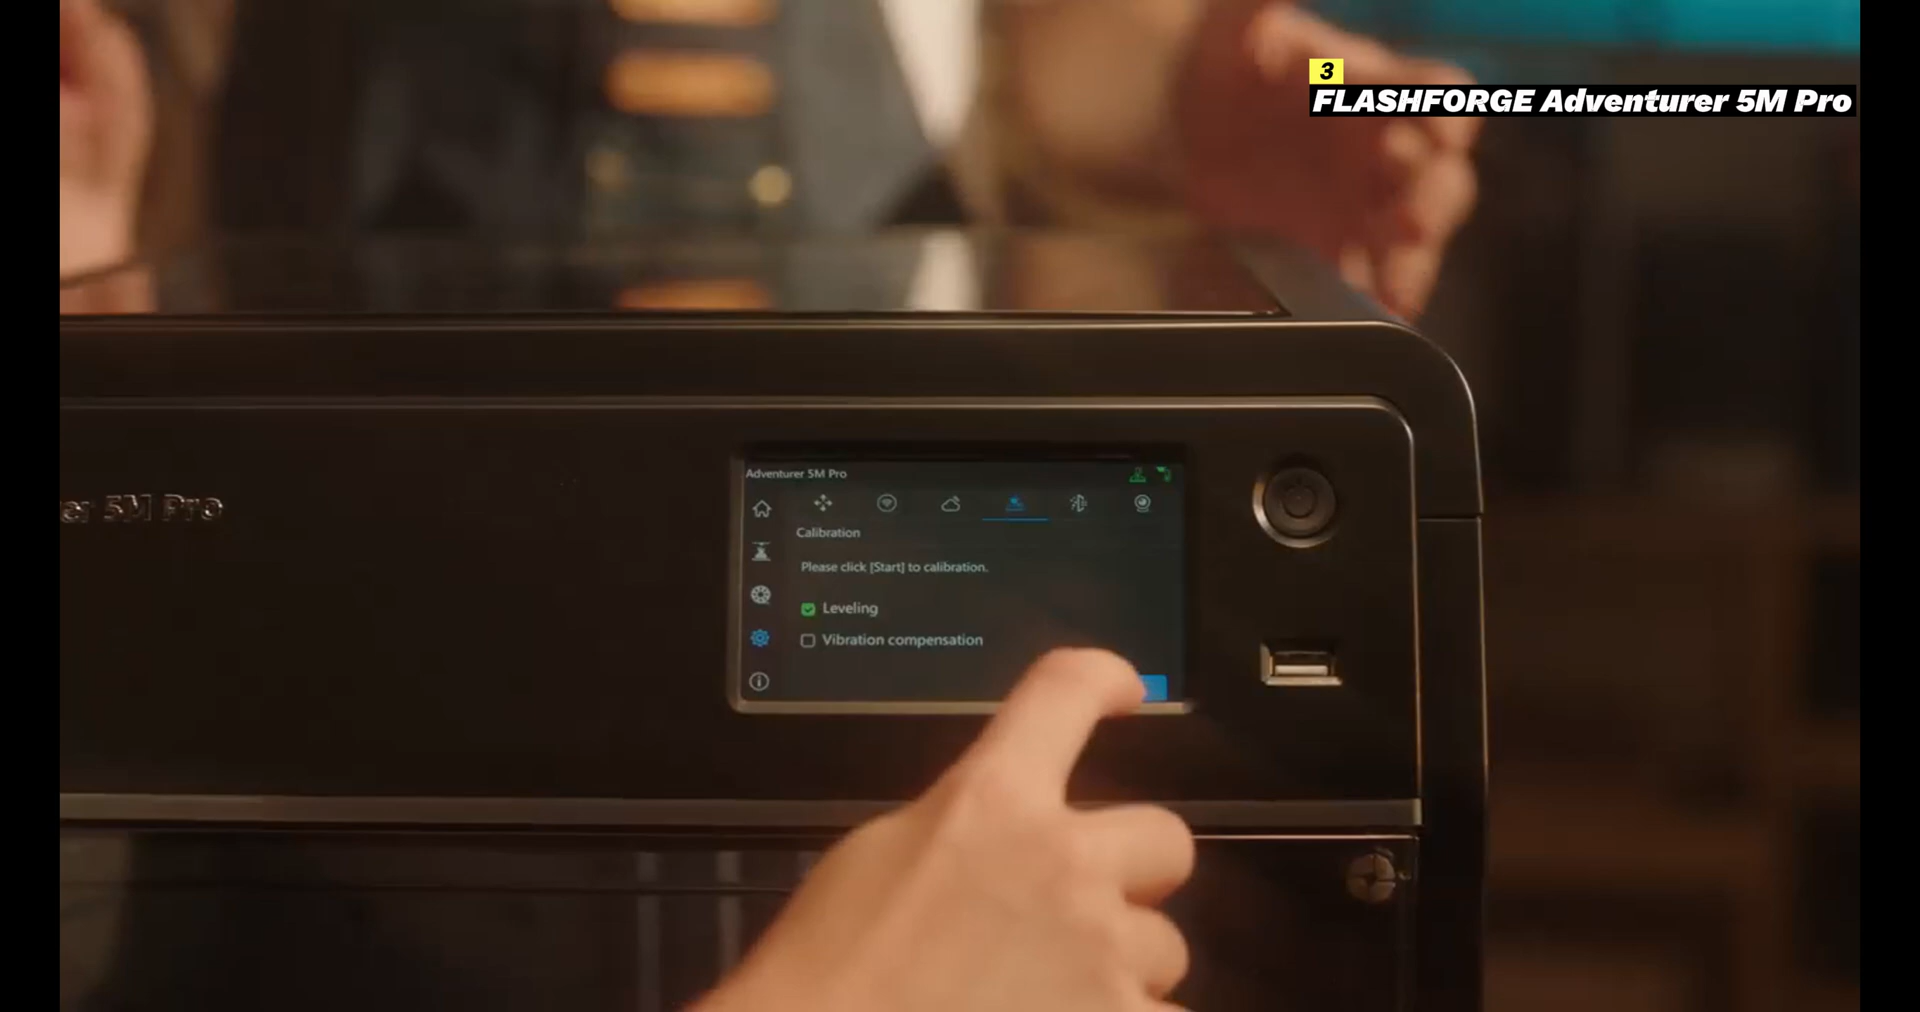 3
FLASHFORGE Adventurer 5M Pro
Adventurer 5M Pro
Calibration
Please click [Start] to calibration.
Leveling
Vibration compensation
er 5M Pro